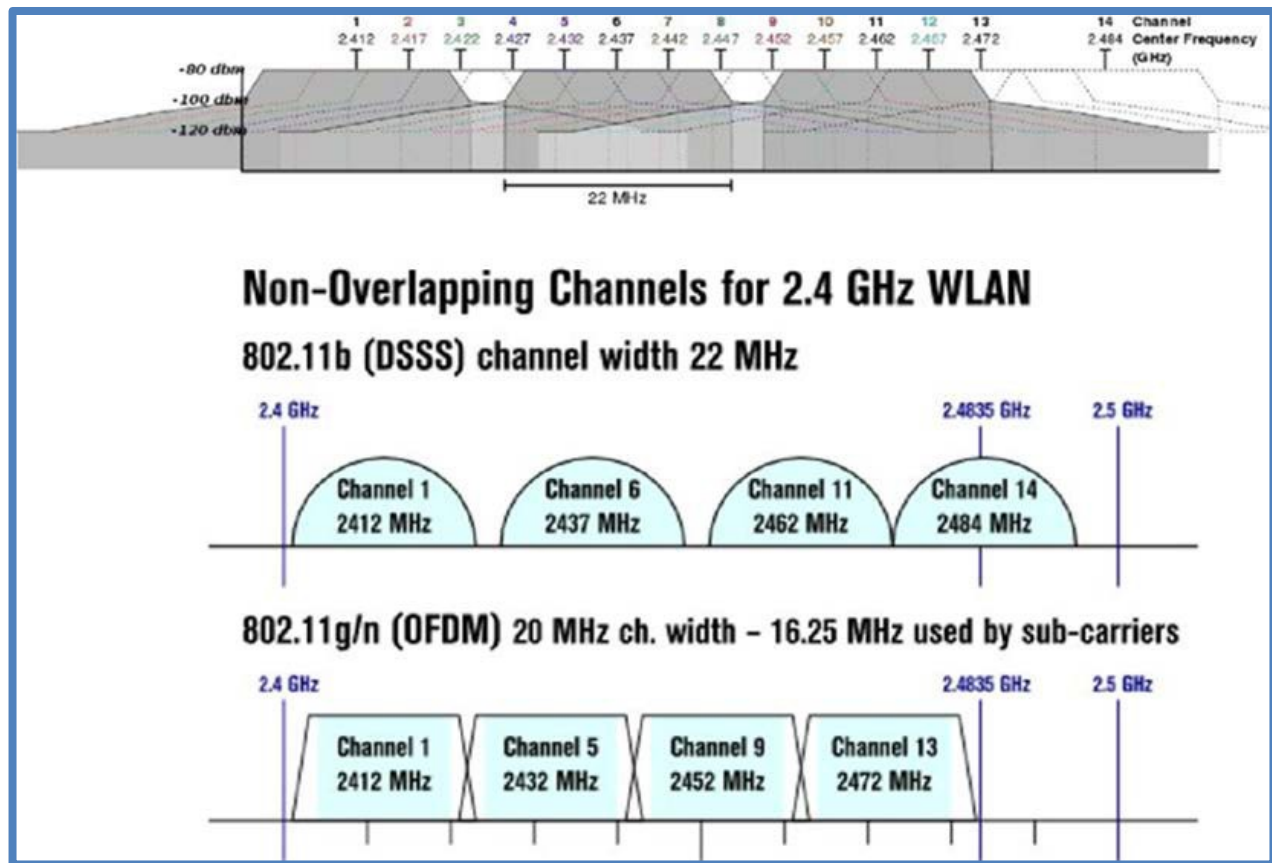 1 2 3 4 5 6 7 8 9 10 11 12 13 14 Channel
2.412 2.417 2.422 2.427 2.432 2.437 2.442 2.447 2.452 2.457 2.462 2.467 2.472 2.484 Center Frequency
(GHz)
-80 dbm
-100 dbm
-120 dbm
22 MHz
Non-Overlapping Channels for 2.4 GHz WLAN
802.11b (DSSS) channel width 22 MHz
2.4 GHz 2.4835 GHz 2.5 GHz
Channel 1 Channel 6 Channel 11 Channel 14
2412 MHz 2437 MHz 2462 MHz 2484 MHz
802.11g/n (OFDM) 20 MHz ch. width – 16.25 MHz used by sub-carriers
2.4 GHz 2.4835 GHz 2.5 GHz
Channel 1 Channel 5 Channel 9 Channel 13
2412 MHz 2432 MHz 2452 MHz 2472 MHz